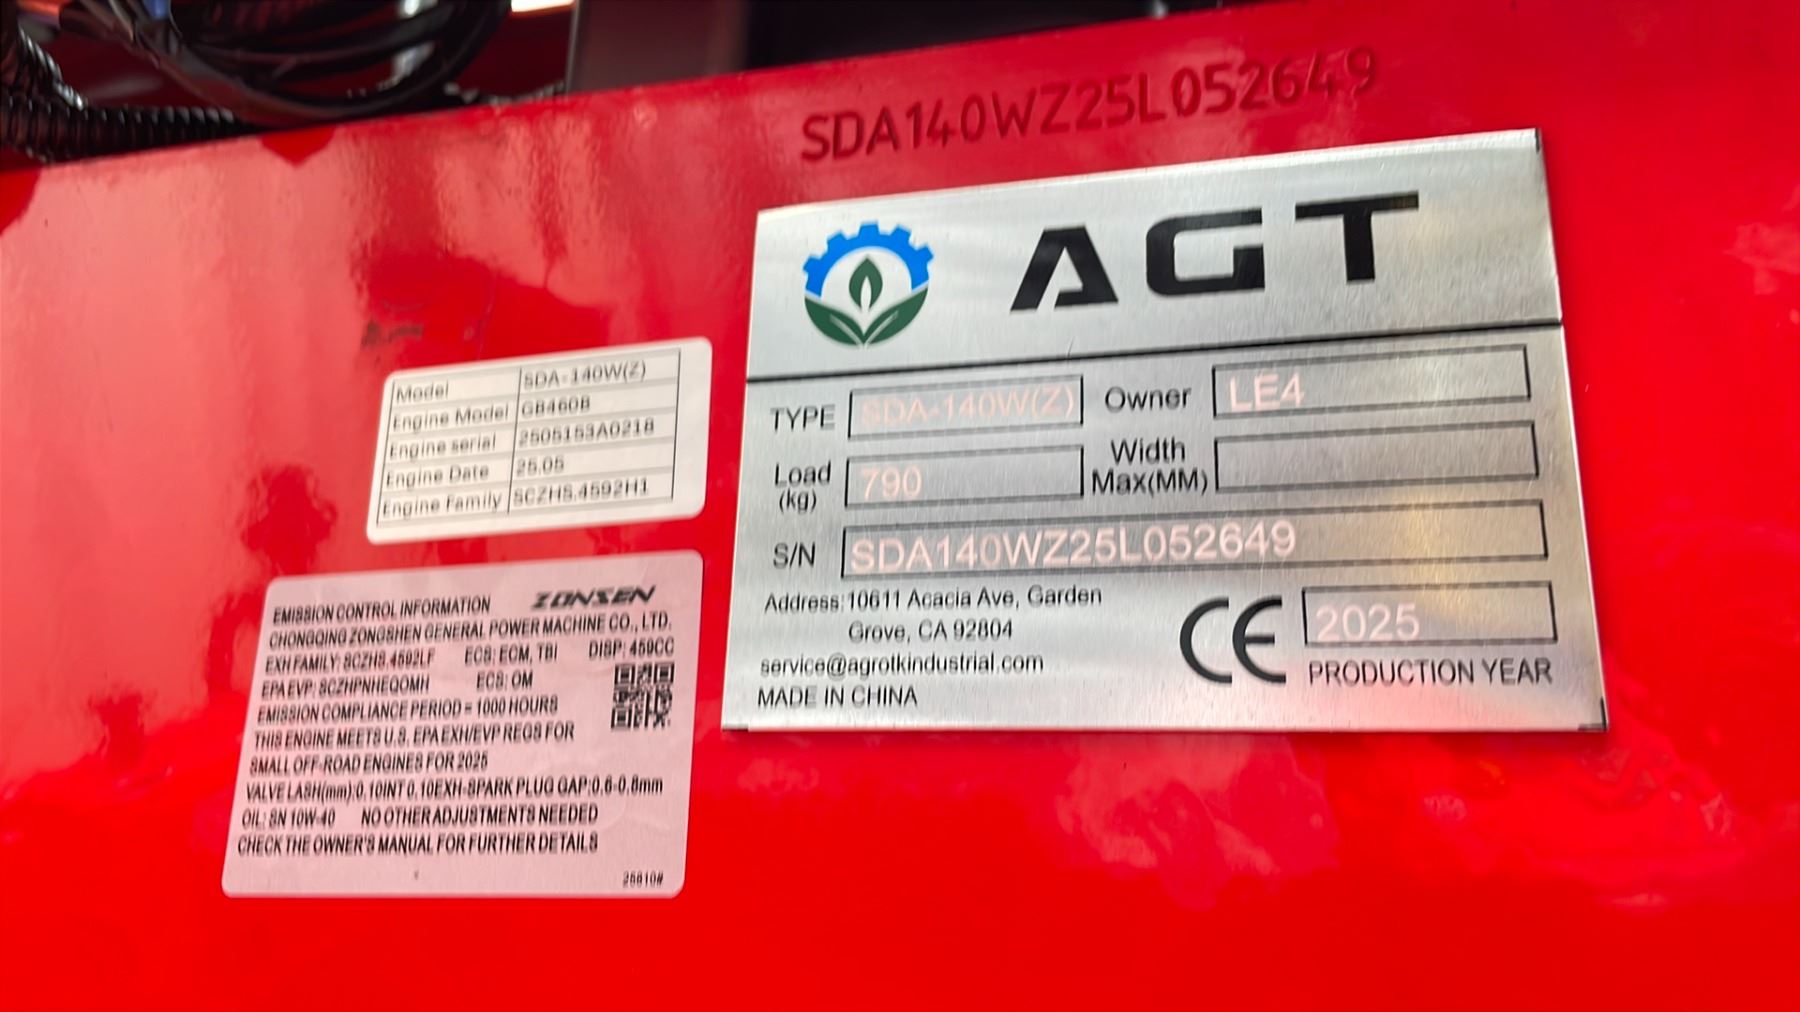 SDA140WZ25L052649
AGT
TYPE SDA-140W(Z) Owner LE4
Load (kg) 790 Width Max(MM)
S/N SDA140WZ25L052649
Address: 10611 Acacia Ave, Garden
Grove, CA 92804
service@agrotkindustrial.com
MADE IN CHINA
CE 2025
PRODUCTION YEAR
Model SDA-140W(Z)
Engine Model GB460B
Engine serial 2505153A0218
Engine Date 25.05
Engine Family SCZHS.4592H1
EMISSION CONTROL INFORMATION ZONSEN
CHONGQING ZONGSHEN GENERAL POWER MACHINE CO., LTD.
EXH FAMILY: SCZHS.4592LF ECS: ECM, TBI DISP: 459CC
EPA EVP: SCZHPNHEQOMH ECS: OM
EMISSION COMPLIANCE PERIOD = 1000 HOURS
THIS ENGINE MEETS U.S. EPA EXH/EVP REGS FOR
SMALL OFF-ROAD ENGINES FOR 2025
VALVE LASH(mm):0.10INT 0.10EXH-SPARK PLUG GAP:0.6-0.8mm
OIL: SN 10W-40 NO OTHER ADJUSTMENTS NEEDED
CHECK THE OWNER'S MANUAL FOR FURTHER DETAILS